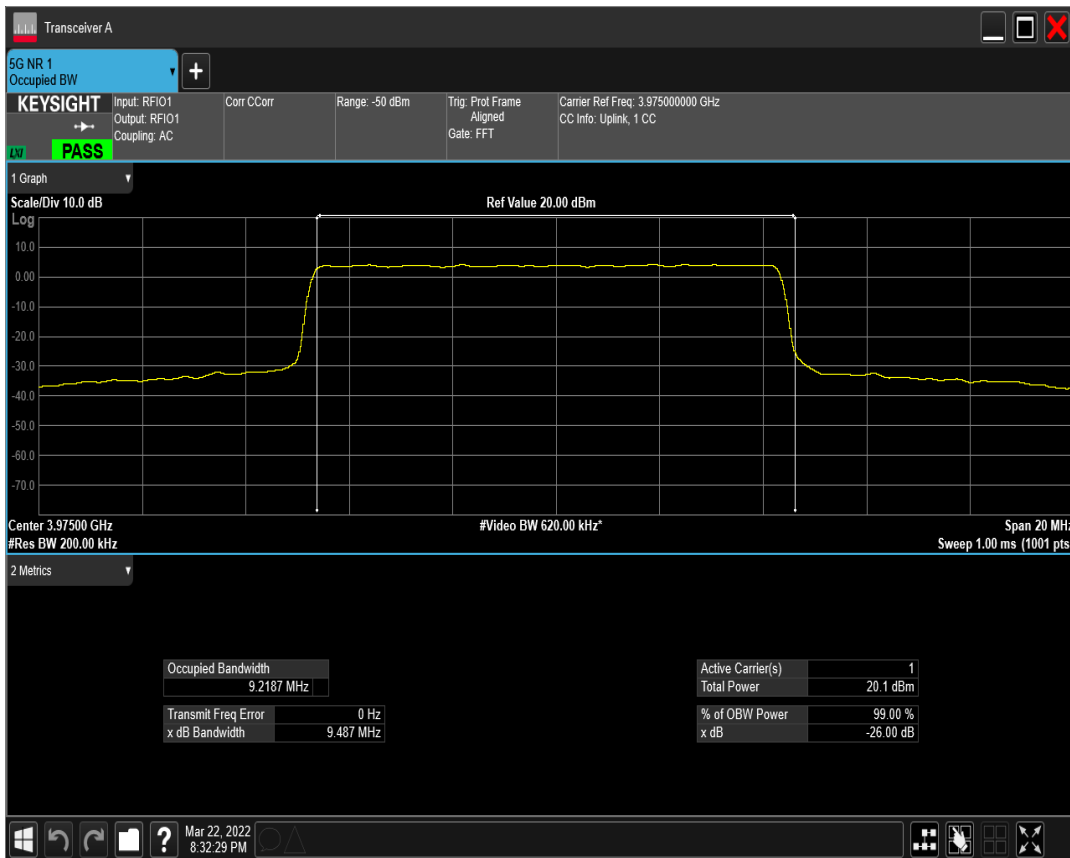 Transceiver A
5G NR 1
Occupied BW
KEYSIGHT
LXI
PASS
Input: RFIO1
Output: RFIO1
Coupling: AC
Corr CCorr
Range: -50 dBm
Trig: Prot Frame
Aligned
Gate: FFT
Carrier Ref Freq: 3.975000000 GHz
CC Info: Uplink, 1 CC
1 Graph
Scale/Div 10.0 dB
Ref Value 20.00 dBm
Log
10.0
0.00
-10.0
-20.0
-30.0
-40.0
-50.0
-60.0
-70.0
Center 3.97500 GHz
#Video BW 620.00 kHz*
Span 20 MHz
#Res BW 200.00 kHz
Sweep 1.00 ms (1001 pts
2 Metrics
Occupied Bandwidth
9.2187 MHz
Transmit Freq Error 0 Hz
x dB Bandwidth 9.487 MHz
Active Carrier(s) 1
Total Power 20.1 dBm
% of OBW Power 99.00 %
x dB -26.00 dB
?
Mar 22, 2022
8:32:29 PM